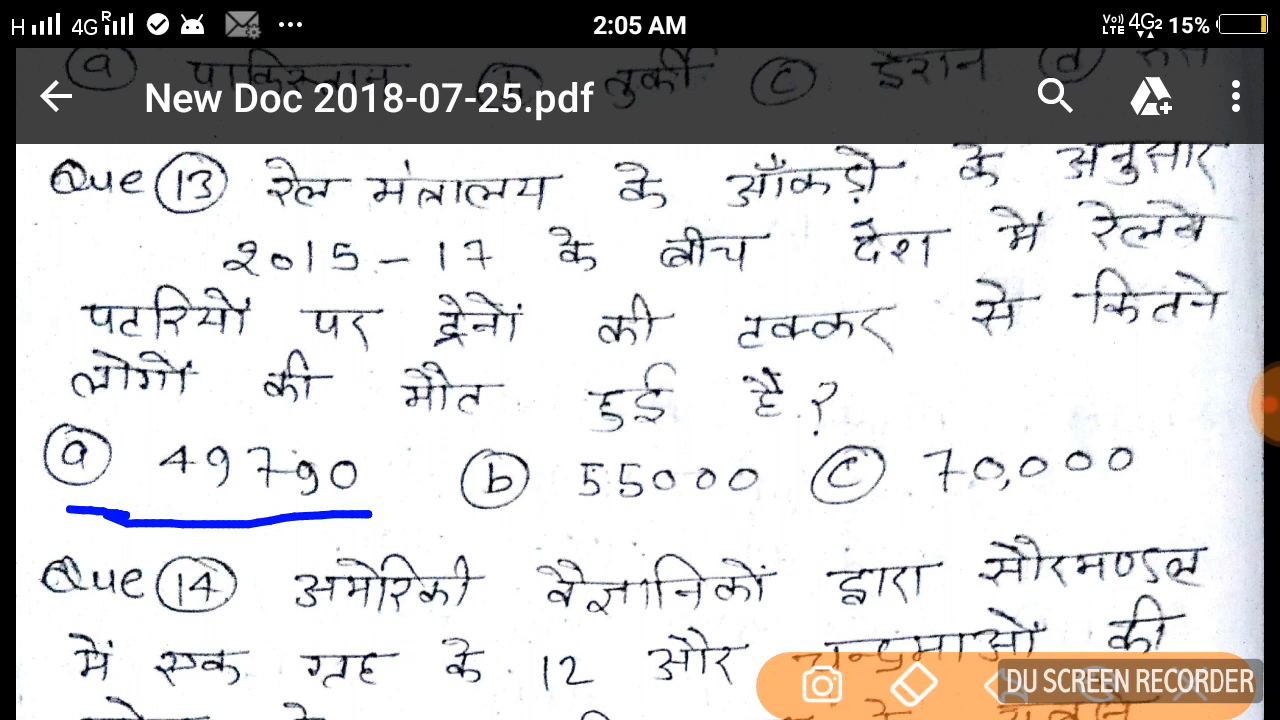 H 4G R 2:05 AM Vo)) LTE 4G2 15%
ⓐ पाकिस्तान ⓑ तुर्की ⓒ ईरान ⓓ
New Doc 2018-07-25.pdf
Que ⑬ रेल मंत्रालय के आँकड़ो के अनुसार
2015-17 के बीच देश में रेलवे
पटरियों पर ट्रेनों की टक्कर से कितने
लोगों की मौत हुई है?
ⓐ 49790 ⓑ 55000 ⓒ 70,000
Que ⑭ अमेरिकी वैज्ञानिकों द्वारा सौरमण्डल
में एक ग्रह के 12 और चन्द्रमाओं की
DU SCREEN RECORDER